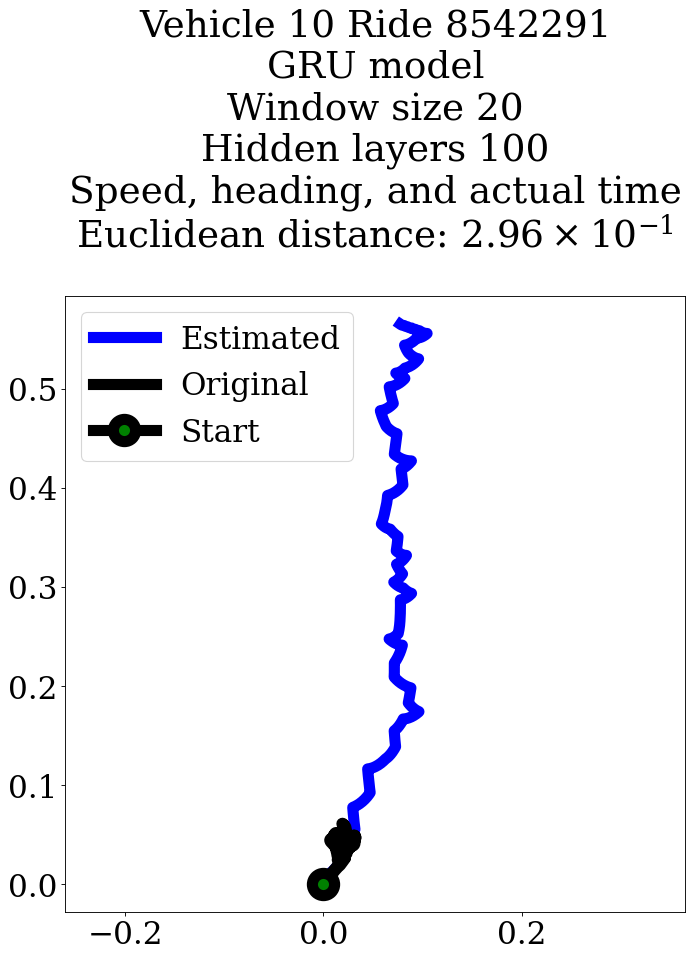 Vehicle 10 Ride 8542291
GRU model
Window size 20
Hidden layers 100
Speed, heading, and actual time
Euclidean distance: 2.96 × 10⁻¹
Estimated
Original
Start
0.5
0.4
0.3
0.2
0.1
0.0
−0.2 0.0 0.2